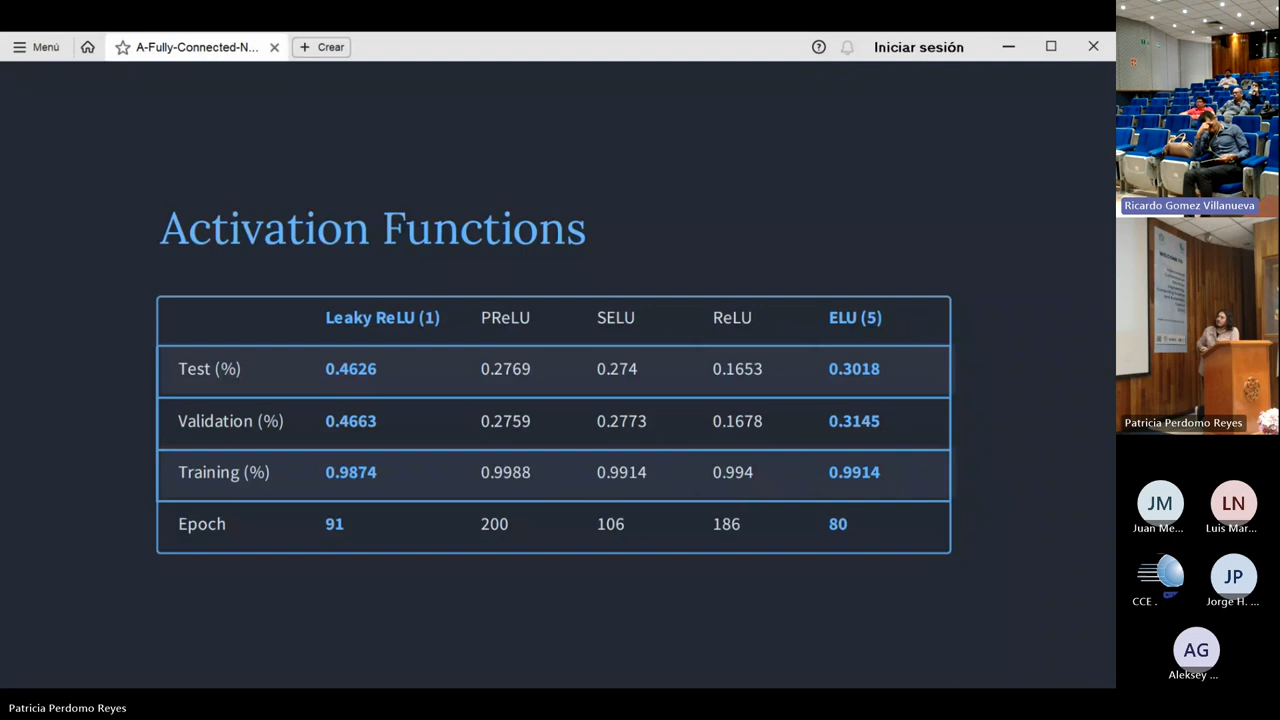 Menú
A-Fully-Connected-N...
Crear
Iniciar sesión
Activation Functions
Leaky ReLU (1) PReLU SELU ReLU ELU (5)
Test (%) 0.4626 0.2769 0.274 0.1653 0.3018
Validation (%) 0.4663 0.2759 0.2773 0.1678 0.3145
Training (%) 0.9874 0.9988 0.9914 0.994 0.9914
Epoch 91 200 106 186 80
Ricardo Gomez Villanueva
WELCOME TO
Patricia Perdomo Reyes
JM
Juan Me...
LN
Luis Mar...
CCE .
JP
Jorge H. ...
AG
Aleksey ...
Patricia Perdomo Reyes